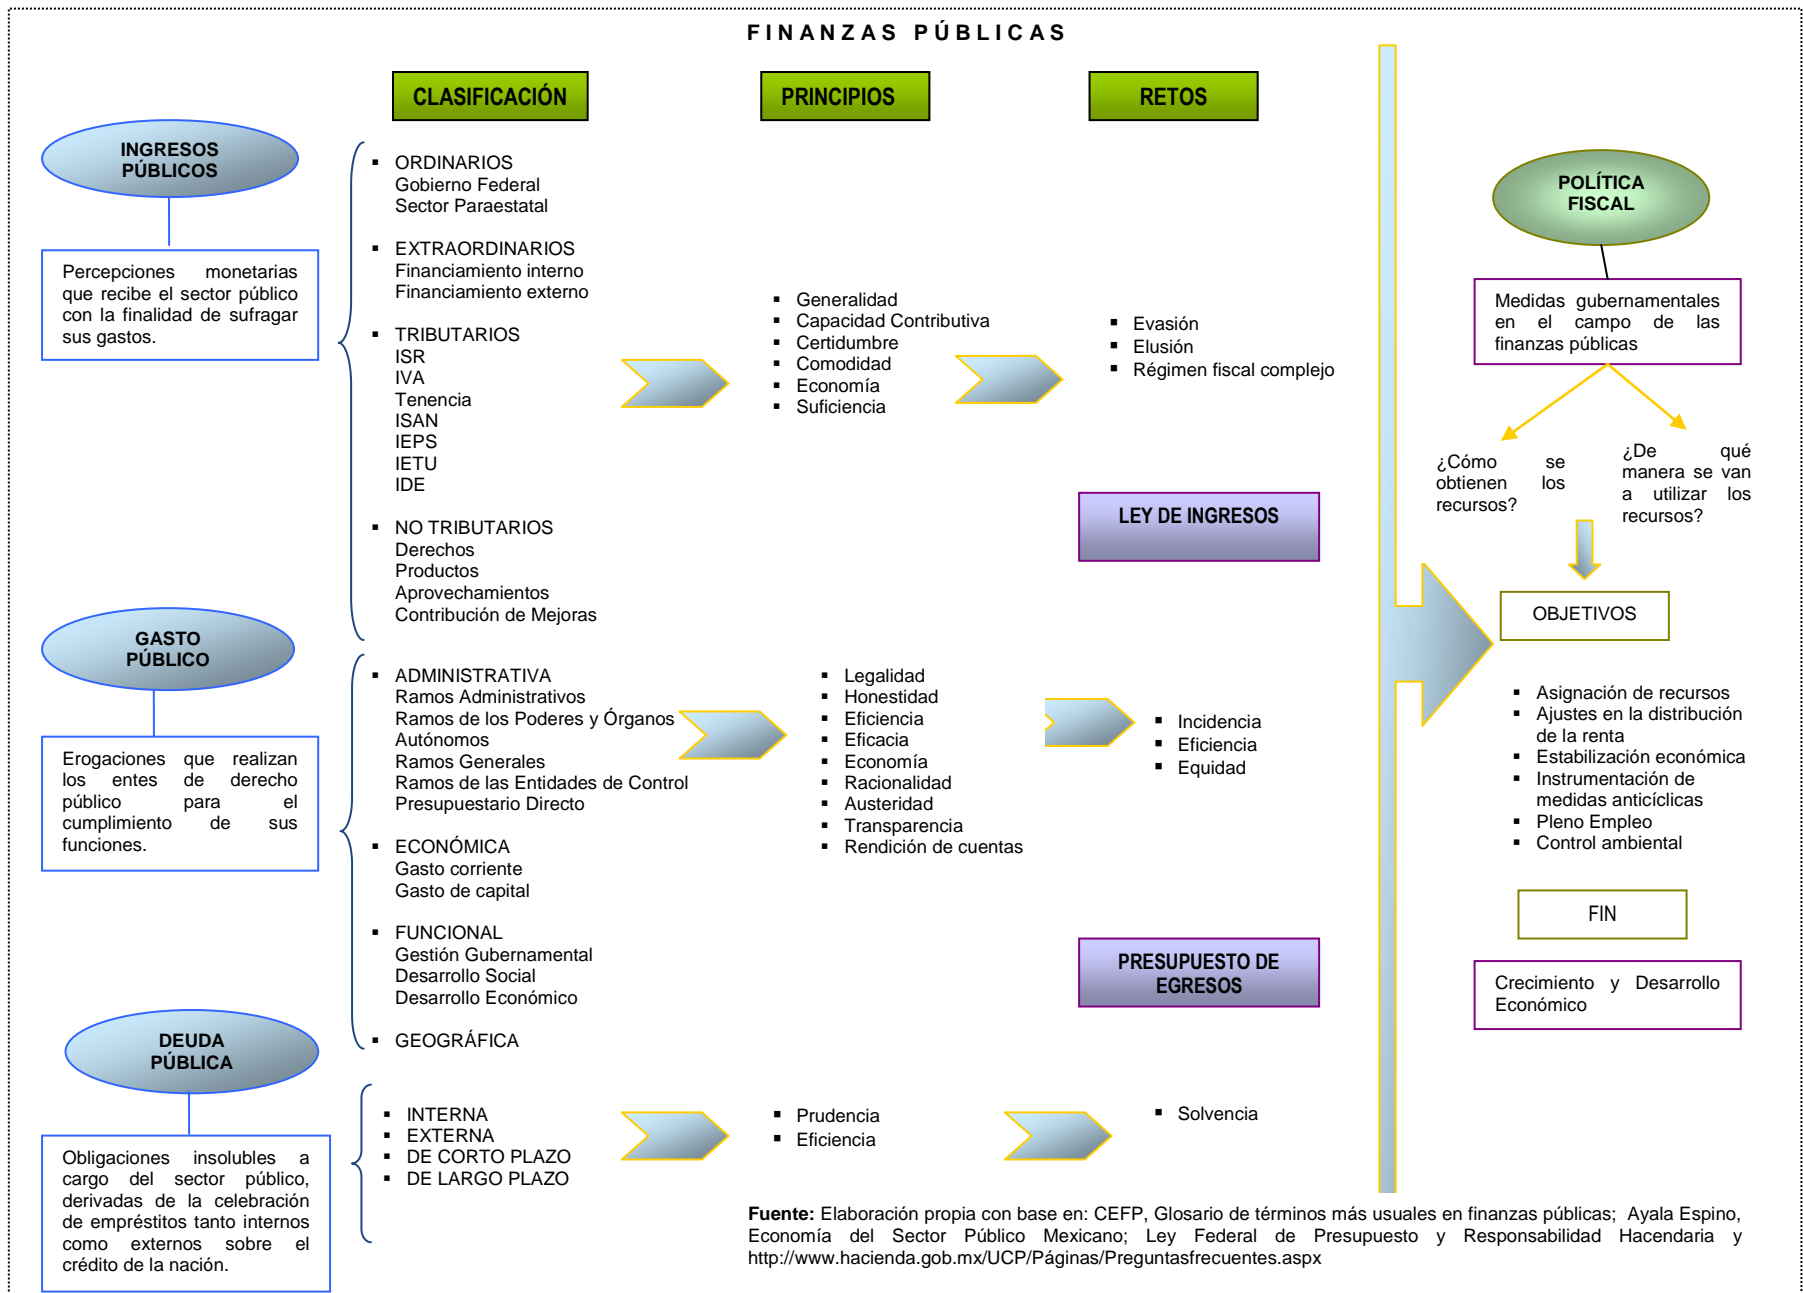 FINANZAS PÚBLICAS
CLASIFICACIÓN
PRINCIPIOS
RETOS
INGRESOS
PÚBLICOS
Percepciones monetarias
que recibe el sector público
con la finalidad de sufragar
sus gastos.
▪ ORDINARIOS
Gobierno Federal
Sector Paraestatal
▪ EXTRAORDINARIOS
Financiamiento interno
Financiamiento externo
▪ TRIBUTARIOS
ISR
IVA
Tenencia
ISAN
IEPS
IETU
IDE
▪ NO TRIBUTARIOS
Derechos
Productos
Aprovechamientos
Contribución de Mejoras
▪ Generalidad
▪ Capacidad Contributiva
▪ Certidumbre
▪ Comodidad
▪ Economía
▪ Suficiencia
▪ Evasión
▪ Elusión
▪ Régimen fiscal complejo
LEY DE INGRESOS
GASTO
PÚBLICO
Erogaciones que realizan
los entes de derecho
público para el
cumplimiento de sus
funciones.
▪ ADMINISTRATIVA
Ramos Administrativos
Ramos de los Poderes y Órganos
Autónomos
Ramos Generales
Ramos de las Entidades de Control
Presupuestario Directo
▪ ECONÓMICA
Gasto corriente
Gasto de capital
▪ FUNCIONAL
Gestión Gubernamental
Desarrollo Social
Desarrollo Económico
▪ GEOGRÁFICA
▪ Legalidad
▪ Honestidad
▪ Eficiencia
▪ Eficacia
▪ Economía
▪ Racionalidad
▪ Austeridad
▪ Transparencia
▪ Rendición de cuentas
▪ Incidencia
▪ Eficiencia
▪ Equidad
PRESUPUESTO DE
EGRESOS
DEUDA
PÚBLICA
Obligaciones insolubles a
cargo del sector público,
derivadas de la celebración
de empréstitos tanto internos
como externos sobre el
crédito de la nación.
▪ INTERNA
▪ EXTERNA
▪ DE CORTO PLAZO
▪ DE LARGO PLAZO
▪ Prudencia
▪ Eficiencia
▪ Solvencia
POLÍTICA
FISCAL
Medidas gubernamentales
en el campo de las
finanzas públicas
¿Cómo se
obtienen los
recursos?
¿De qué
manera se van
a utilizar los
recursos?
OBJETIVOS
▪ Asignación de recursos
▪ Ajustes en la distribución
de la renta
▪ Estabilización económica
▪ Instrumentación de
medidas anticíclicas
▪ Pleno Empleo
▪ Control ambiental
FIN
Crecimiento y Desarrollo
Económico
Fuente: Elaboración propia con base en: CEFP, Glosario de términos más usuales en finanzas públicas; Ayala Espino,
Economía del Sector Público Mexicano; Ley Federal de Presupuesto y Responsabilidad Hacendaria y
http://www.hacienda.gob.mx/UCP/Páginas/Preguntasfrecuentes.aspx